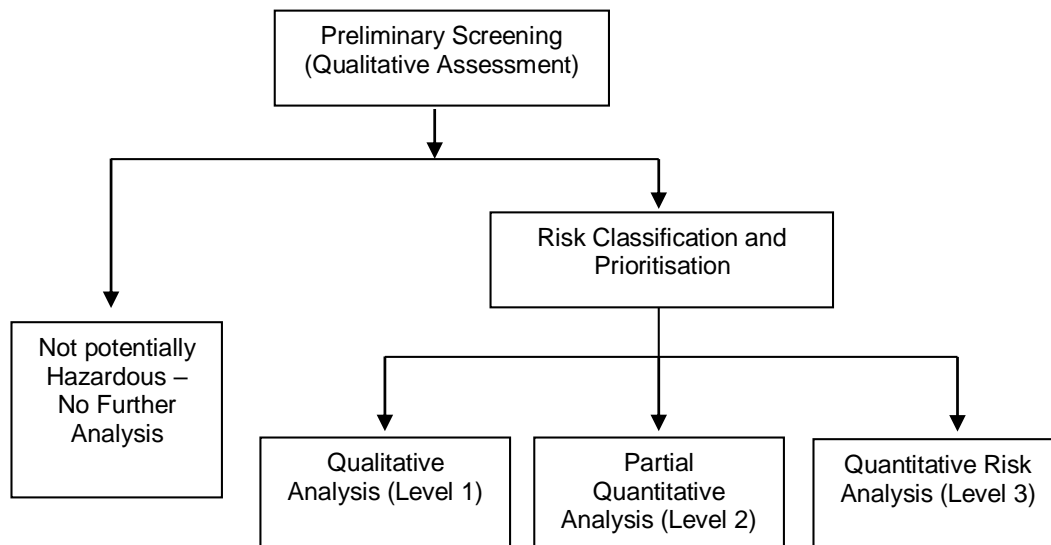 Preliminary Screening
(Qualitative Assessment)
Risk Classification and
Prioritisation
Not potentially
Hazardous –
No Further
Analysis
Qualitative
Analysis (Level 1)
Partial
Quantitative
Analysis (Level 2)
Quantitative Risk
Analysis (Level 3)